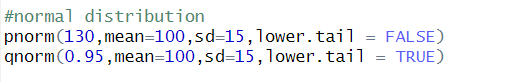 #normal distribution
pnorm(130,mean=100,sd=15,lower.tail = FALSE)
qnorm(0.95,mean=100,sd=15,lower.tail = TRUE)